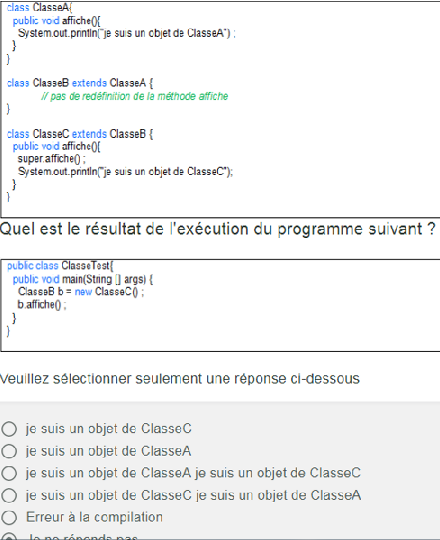 class ClasseA{
public void affiche(){
System.out.println("je suis un objet de ClasseA") ;
}
}
class ClasseB extends ClasseA {
// pas de redéfinition de la méthode affiche
}
class ClasseC extends ClasseB {
public void affiche(){
super.affiche() ;
System.out.println("je suis un objet de ClasseC");
}
}
Quel est le résultat de l'exécution du programme suivant ?
public class ClasseTest{
public void main(String [] args) {
ClasseB b = new ClasseC() ;
b.affiche() ;
}
}
Veuillez sélectionner seulement une réponse ci-dessous
je suis un objet de ClasseC
je suis un objet de ClasseA
je suis un objet de ClasseA je suis un objet de ClasseC
je suis un objet de ClasseC je suis un objet de ClasseA
Erreur à la compilation
Je ne réponds pas